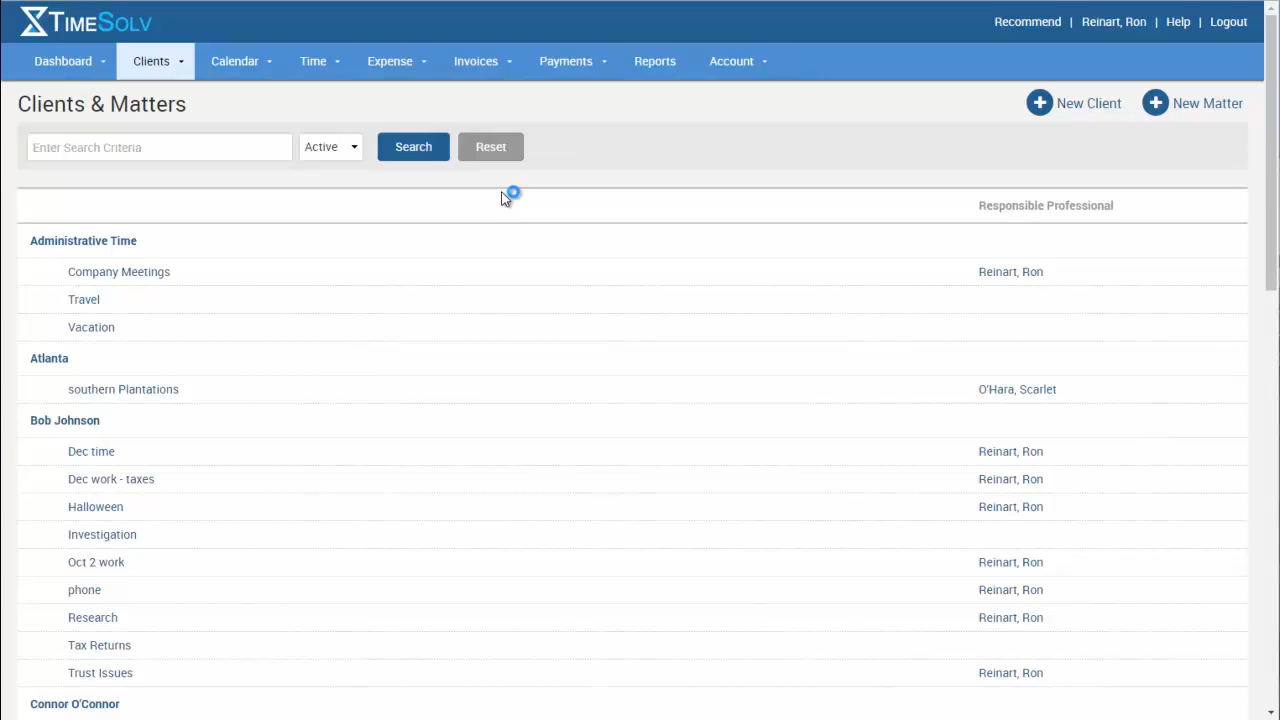 TIMESOLV
Recommend | Reinart, Ron | Help | Logout
Dashboard Clients Calendar Time Expense Invoices Payments Reports Account
Clients & Matters
New Client New Matter
Enter Search Criteria Active Search Reset
Responsible Professional
Administrative Time
Company Meetings Reinart, Ron
Travel
Vacation
Atlanta
southern Plantations O'Hara, Scarlet
Bob Johnson
Dec time Reinart, Ron
Dec work - taxes Reinart, Ron
Halloween Reinart, Ron
Investigation
Oct 2 work Reinart, Ron
phone Reinart, Ron
Research Reinart, Ron
Tax Returns
Trust Issues Reinart, Ron
Connor O'Connor